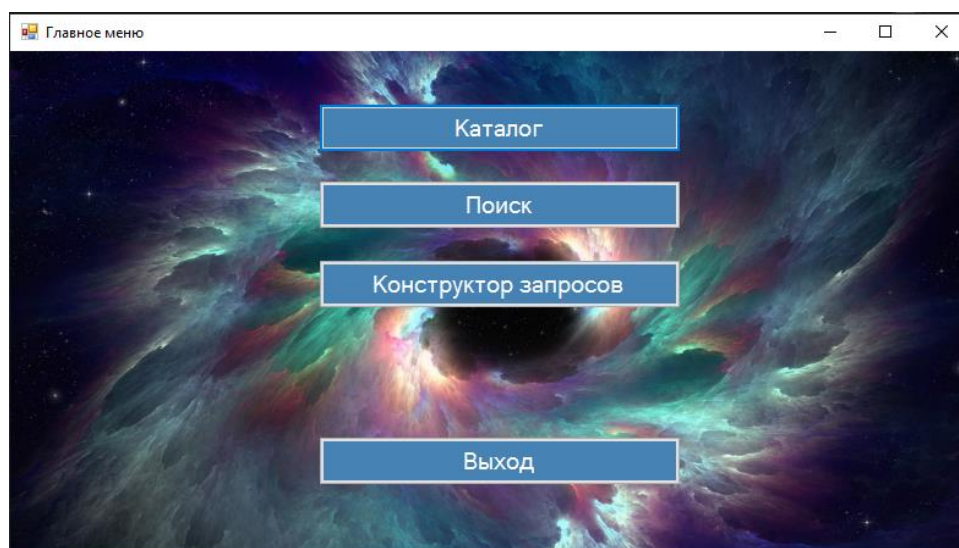 Главное меню
Каталог
Поиск
Конструктор запросов
Выход